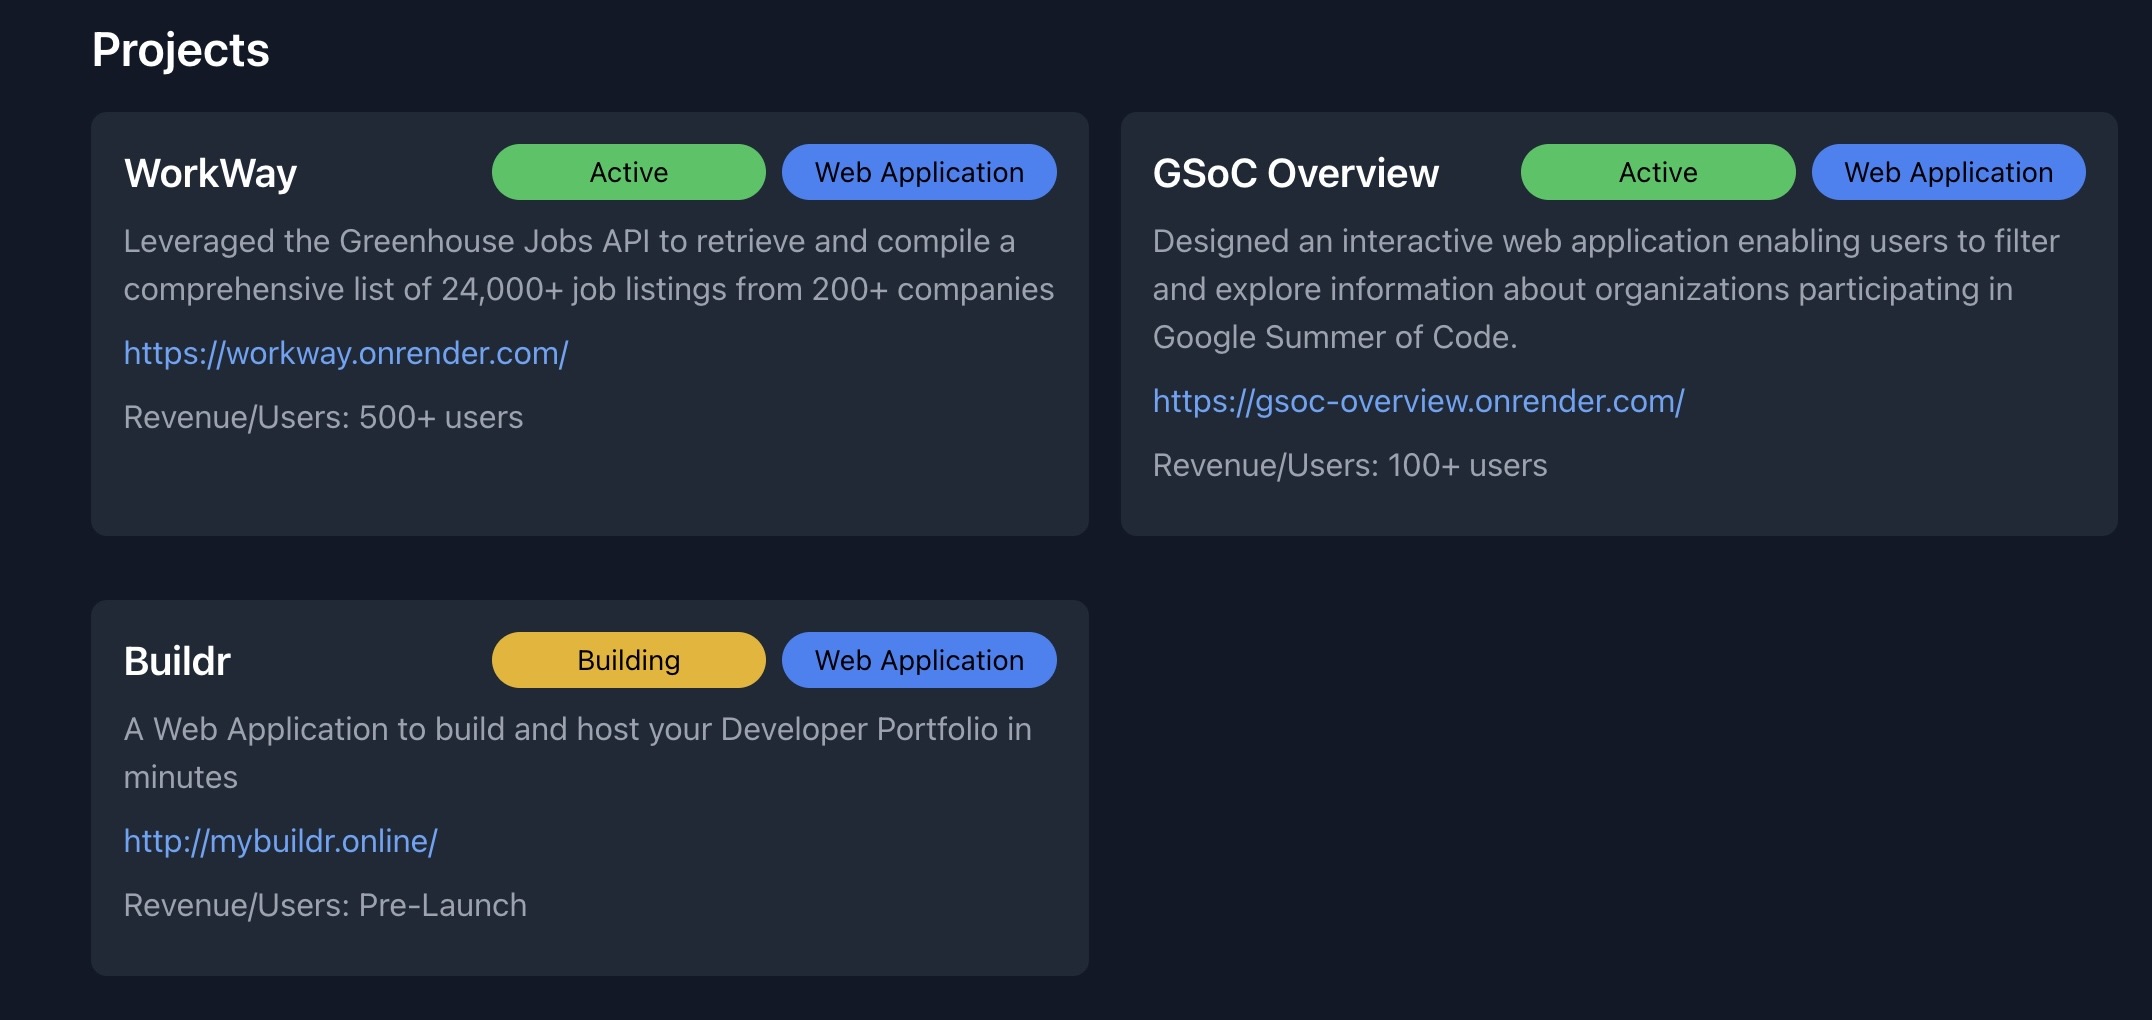 Projects
WorkWay
Active
Web Application
Leveraged the Greenhouse Jobs API to retrieve and compile a
comprehensive list of 24,000+ job listings from 200+ companies
https://workway.onrender.com/
Revenue/Users: 500+ users
GSoC Overview
Active
Web Application
Designed an interactive web application enabling users to filter
and explore information about organizations participating in
Google Summer of Code.
https://gsoc-overview.onrender.com/
Revenue/Users: 100+ users
Buildr
Building
Web Application
A Web Application to build and host your Developer Portfolio in
minutes
http://mybuildr.online/
Revenue/Users: Pre-Launch